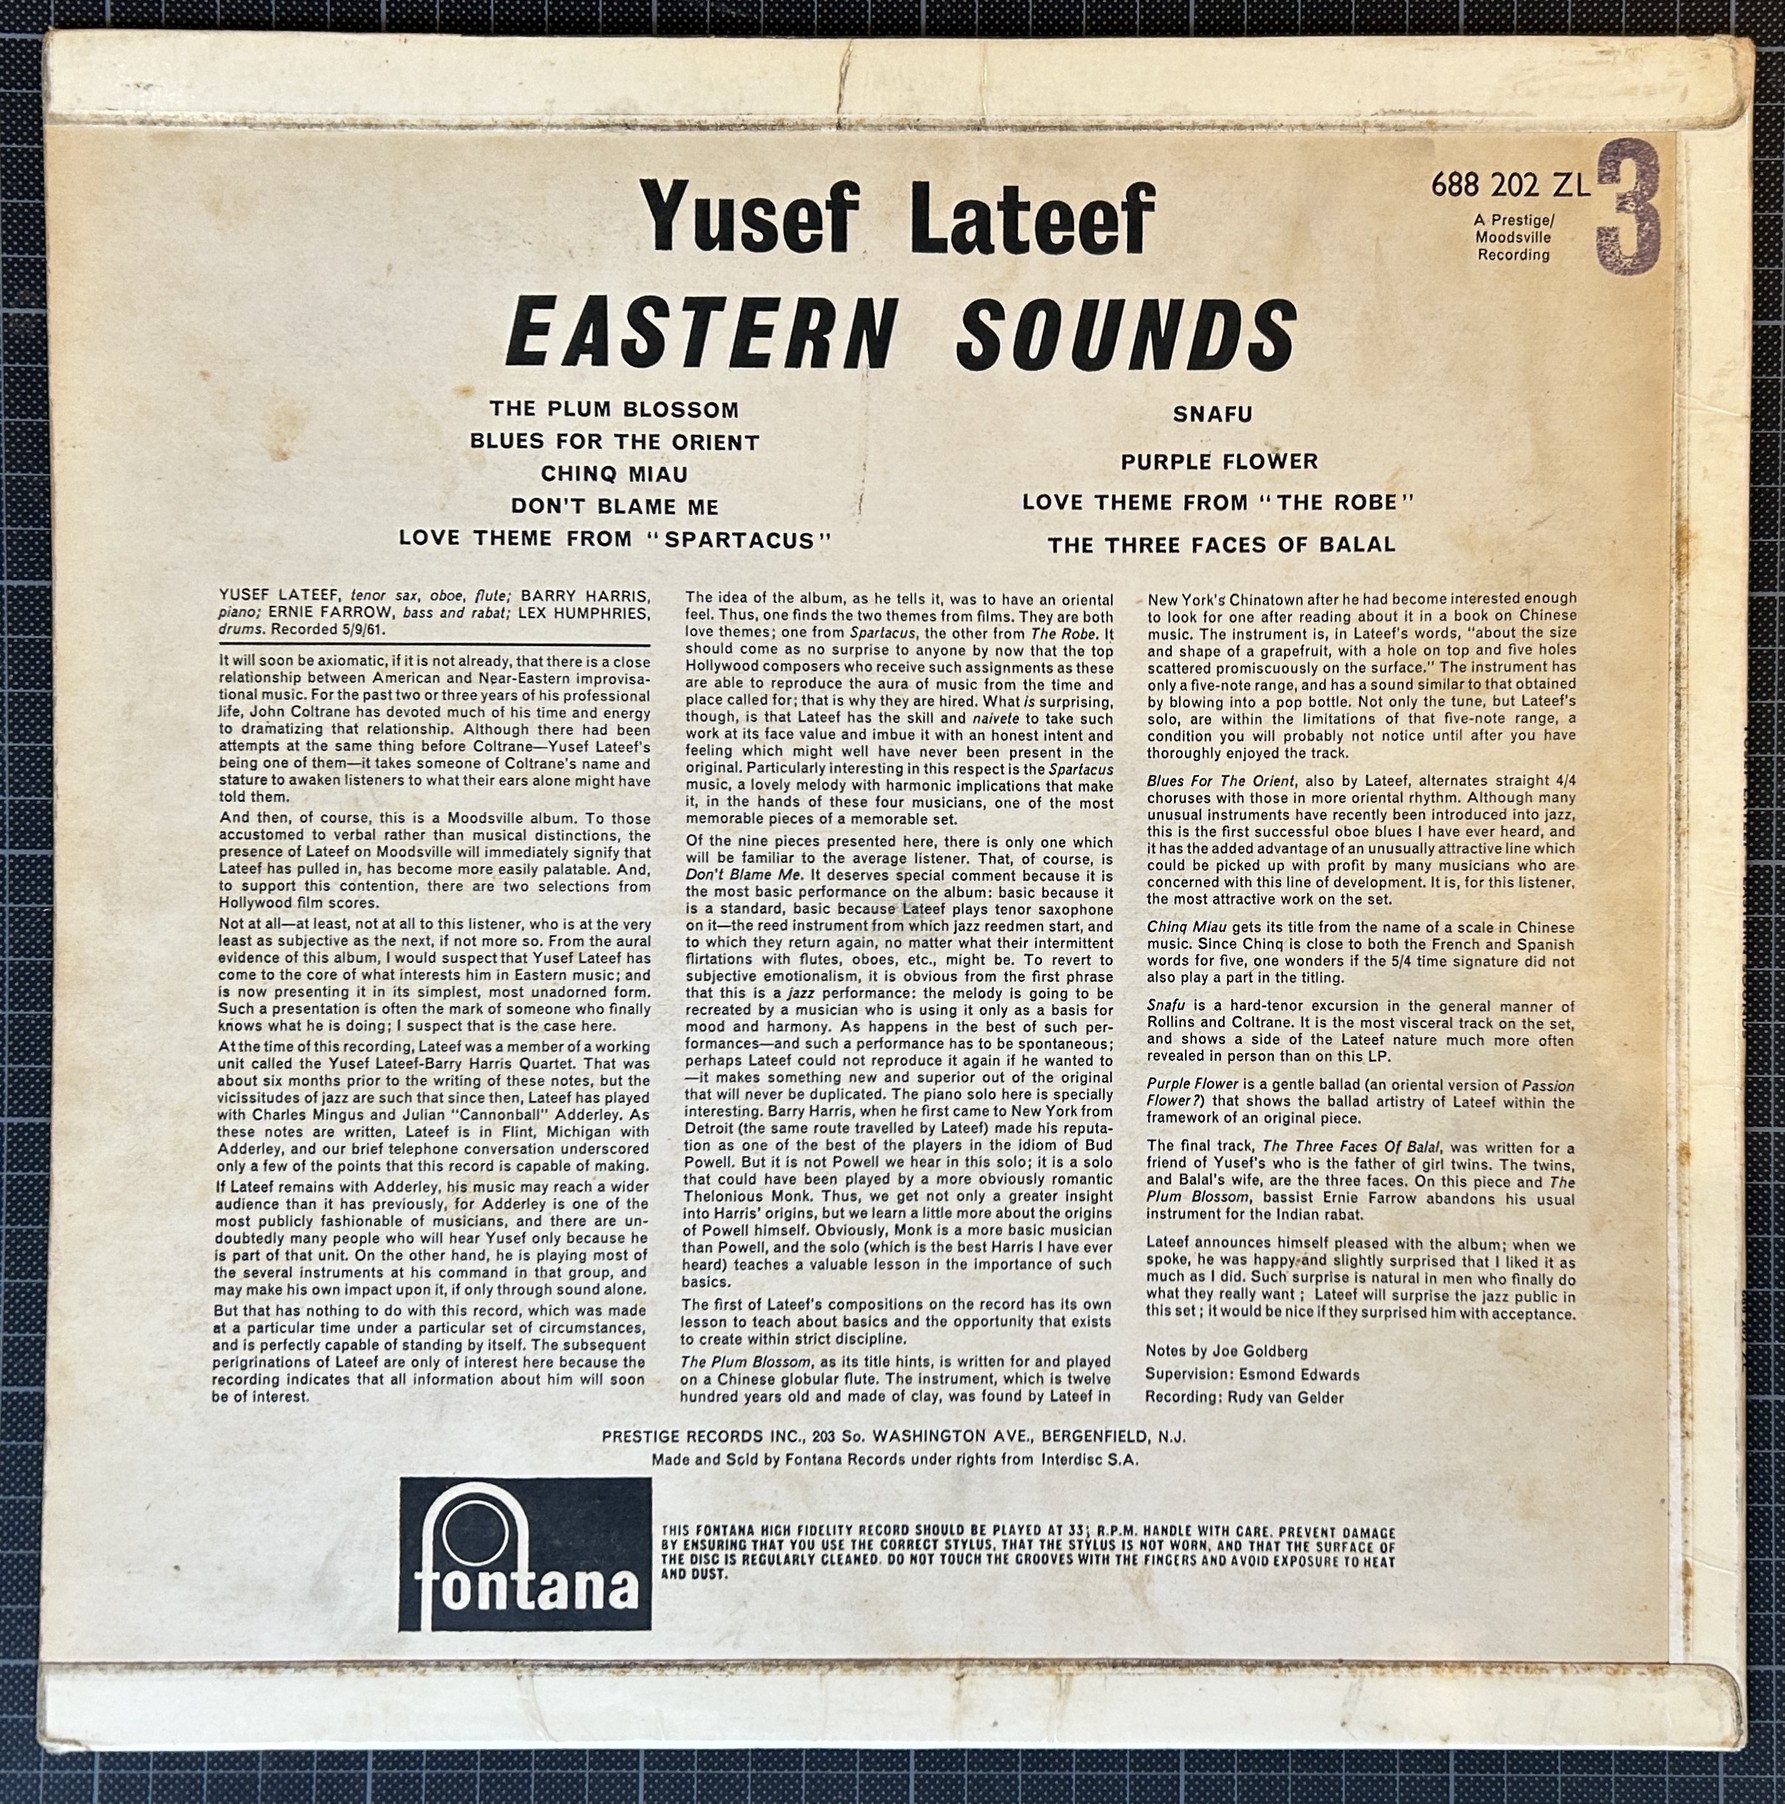 3
688 202 ZL
A Prestige/
Moodsville
Recording
Yusef Lateef
EASTERN SOUNDS
THE PLUM BLOSSOM
BLUES FOR THE ORIENT
CHINQ MIAU
DON'T BLAME ME
LOVE THEME FROM "SPARTACUS"
SNAFU
PURPLE FLOWER
LOVE THEME FROM "THE ROBE"
THE THREE FACES OF BALAL
YUSEF LATEEF, tenor sax, oboe, flute; BARRY HARRIS,
piano; ERNIE FARROW, bass and rabat; LEX HUMPHRIES,
drums. Recorded 5/9/61.
It will soon be axiomatic, if it is not already, that there is a close
relationship between American and Near-Eastern improvisa-
tional music. For the past two or three years of his professional
life, John Coltrane has devoted much of his time and energy
to dramatizing that relationship. Although there had been
attempts at the same thing before Coltrane—Yusef Lateef's
being one of them—it takes someone of Coltrane's name and
stature to awaken listeners to what their ears alone might have
told them.
And then, of course, this is a Moodsville album. To those
accustomed to verbal rather than musical distinctions, the
presence of Lateef on Moodsville will immediately signify that
Lateef has pulled in, has become more easily palatable. And,
to support this contention, there are two selections from
Hollywood film scores.
Not at all—at least, not at all to this listener, who is at the very
least as subjective as the next, if not more so. From the aural
evidence of this album, I would suspect that Yusef Lateef has
come to the core of what interests him in Eastern music; and
is now presenting it in its simplest, most unadorned form.
Such a presentation is often the mark of someone who finally
knows what he is doing; I suspect that is the case here.
At the time of this recording, Lateef was a member of a working
unit called the Yusef Lateef-Barry Harris Quartet. That was
about six months prior to the writing of these notes, but the
vicissitudes of jazz are such that since then, Lateef has played
with Charles Mingus and Julian "Cannonball" Adderley. As
these notes are written, Lateef is in Flint, Michigan with
Adderley, and our brief telephone conversation underscored
only a few of the points that this record is capable of making.
If Lateef remains with Adderley, his music may reach a wider
audience than it has previously, for Adderley is one of the
most publicly fashionable of musicians, and there are un-
doubtedly many people who will hear Yusef only because he
is part of that unit. On the other hand, he is playing most of
the several instruments at his command in that group, and
may make his own impact upon it, if only through sound alone.
But that has nothing to do with this record, which was made
at a particular time under a particular set of circumstances,
and is perfectly capable of standing by itself. The subsequent
perigrinations of Lateef are only of interest here because the
recording indicates that all information about him will soon
be of interest.
The idea of the album, as he tells it, was to have an oriental
feel. Thus, one finds the two themes from films. They are both
love themes; one from Spartacus, the other from The Robe. It
should come as no surprise to anyone by now that the top
Hollywood composers who receive such assignments as these
are able to reproduce the aura of music from the time and
place called for; that is why they are hired. What is surprising,
though, is that Lateef has the skill and naivete to take such
work at its face value and imbue it with an honest intent and
feeling which might well have never been present in the
original. Particularly interesting in this respect is the Spartacus
music, a lovely melody with harmonic implications that make
it, in the hands of these four musicians, one of the most
memorable pieces of a memorable set.
Of the nine pieces presented here, there is only one which
will be familiar to the average listener. That, of course, is
Don't Blame Me. It deserves special comment because it is
the most basic performance on the album: basic because it
is a standard, basic because Lateef plays tenor saxophone
on it—the reed instrument from which jazz reedmen start, and
to which they return again, no matter what their intermittent
flirtations with flutes, oboes, etc., might be. To revert to
subjective emotionalism, it is obvious from the first phrase
that this is a jazz performance: the melody is going to be
recreated by a musician who is using it only as a basis for
mood and harmony. As happens in the best of such per-
formances—and such a performance has to be spontaneous;
perhaps Lateef could not reproduce it again if he wanted to
—it makes something new and superior out of the original
that will never be duplicated. The piano solo here is specially
interesting. Barry Harris, when he first came to New York from
Detroit (the same route travelled by Lateef) made his reputa-
tion as one of the best of the players in the idiom of Bud
Powell. But it is not Powell we hear in this solo; it is a solo
that could have been played by a more obviously romantic
Thelonious Monk. Thus, we get not only a greater insight
into Harris' origins, but we learn a little more about the origins
of Powell himself. Obviously, Monk is a more basic musician
than Powell, and the solo (which is the best Harris I have ever
heard) teaches a valuable lesson in the importance of such
basics.
The first of Lateef's compositions on the record has its own
lesson to teach about basics and the opportunity that exists
to create within strict discipline.
The Plum Blossom, as its title hints, is written for and played
on a Chinese globular flute. The instrument, which is twelve
hundred years old and made of clay, was found by Lateef in
New York's Chinatown after he had become interested enough
to look for one after reading about it in a book on Chinese
music. The instrument is, in Lateef's words, "about the size
and shape of a grapefruit, with a hole on top and five holes
scattered promiscuously on the surface." The instrument has
only a five-note range, and has a sound similar to that obtained
by blowing into a pop bottle. Not only the tune, but Lateef's
solo, are within the limitations of that five-note range, a
condition you will probably not notice until after you have
thoroughly enjoyed the track.
Blues For The Orient, also by Lateef, alternates straight 4/4
choruses with those in more oriental rhythm. Although many
unusual instruments have recently been introduced into jazz,
this is the first successful oboe blues I have ever heard, and
it has the added advantage of an unusually attractive line which
could be picked up with profit by many musicians who are
concerned with this line of development. It is, for this listener,
the most attractive work on the set.
Chinq Miau gets its title from the name of a scale in Chinese
music. Since Chinq is close to both the French and Spanish
words for five, one wonders if the 5/4 time signature did not
also play a part in the titling.
Snafu is a hard-tenor excursion in the general manner of
Rollins and Coltrane. It is the most visceral track on the set,
and shows a side of the Lateef nature much more often
revealed in person than on this LP.
Purple Flower is a gentle ballad (an oriental version of Passion
Flower?) that shows the ballad artistry of Lateef within the
framework of an original piece.
The final track, The Three Faces Of Balal, was written for a
friend of Yusef's who is the father of girl twins. The twins,
and Balal's wife, are the three faces. On this piece and The
Plum Blossom, bassist Ernie Farrow abandons his usual
instrument for the Indian rabat.
Lateef announces himself pleased with the album; when we
spoke, he was happy and slightly surprised that I liked it as
much as I did. Such surprise is natural in men who finally do
what they really want ; Lateef will surprise the jazz public in
this set ; it would be nice if they surprised him with acceptance.
Notes by Joe Goldberg
Supervision: Esmond Edwards
Recording: Rudy van Gelder
PRESTIGE RECORDS INC., 203 So. WASHINGTON AVE., BERGENFIELD, N.J.
Made and Sold by Fontana Records under rights from Interdisc S.A.
fontana
THIS FONTANA HIGH FIDELITY RECORD SHOULD BE PLAYED AT 33⅓ R.P.M. HANDLE WITH CARE. PREVENT DAMAGE
BY ENSURING THAT YOU USE THE CORRECT STYLUS, THAT THE STYLUS IS NOT WORN, AND THAT THE SURFACE OF
THE DISC IS REGULARLY CLEANED. DO NOT TOUCH THE GROOVES WITH THE FINGERS AND AVOID EXPOSURE TO HEAT
AND DUST.